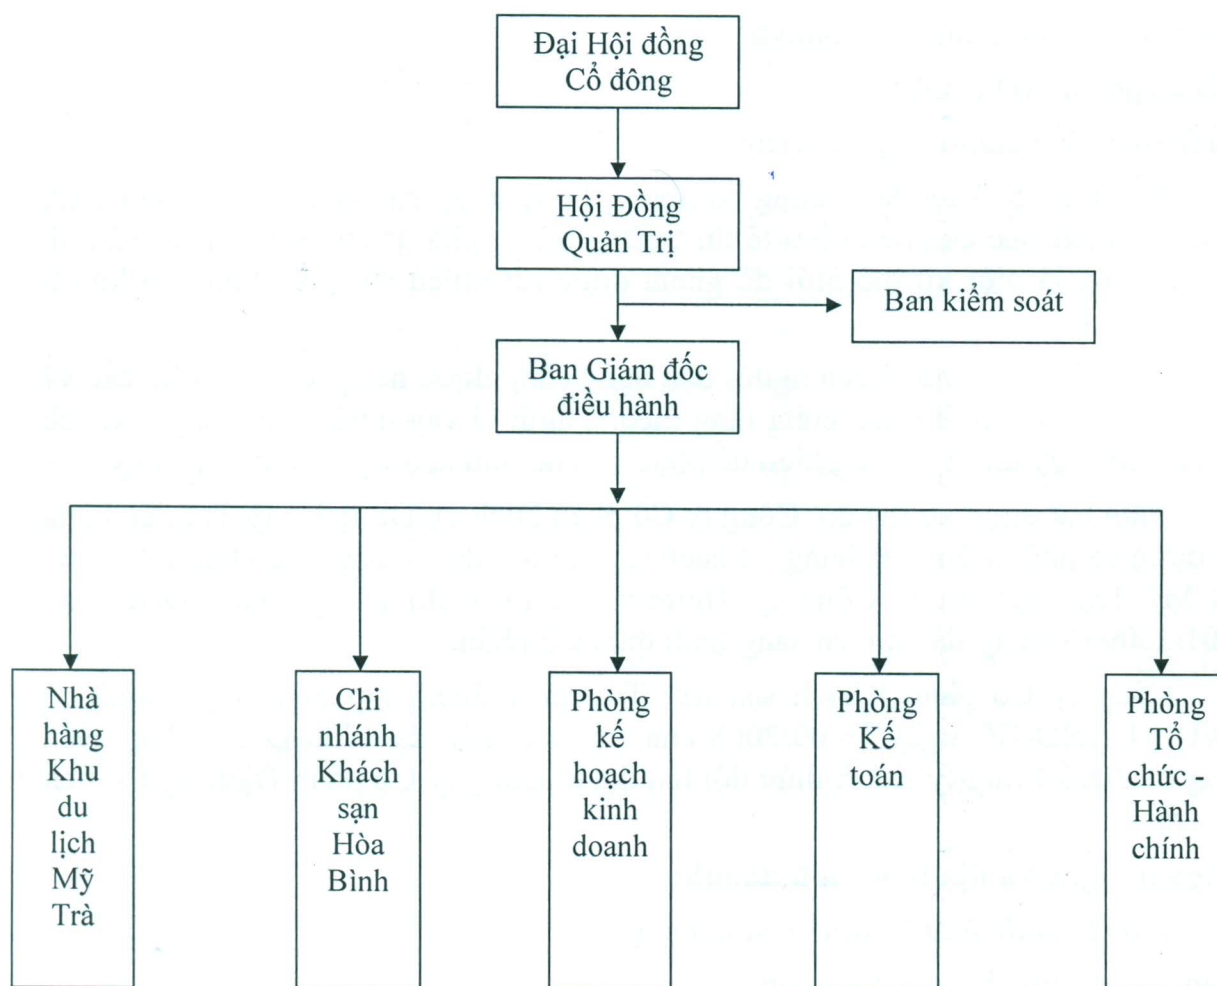 Đại Hội đồng
Cổ đông
Hội Đồng
Quản Trị
Ban kiểm soát
Ban Giám đốc
điều hành
Nhà
hàng
Khu
du
lịch
Mỹ
Trà
Chi
nhánh
Khách
sạn
Hòa
Bình
Phòng
kế
hoạch
kinh
doanh
Phòng
Kế
toán
Phòng
Tổ
chức -
Hành
chính